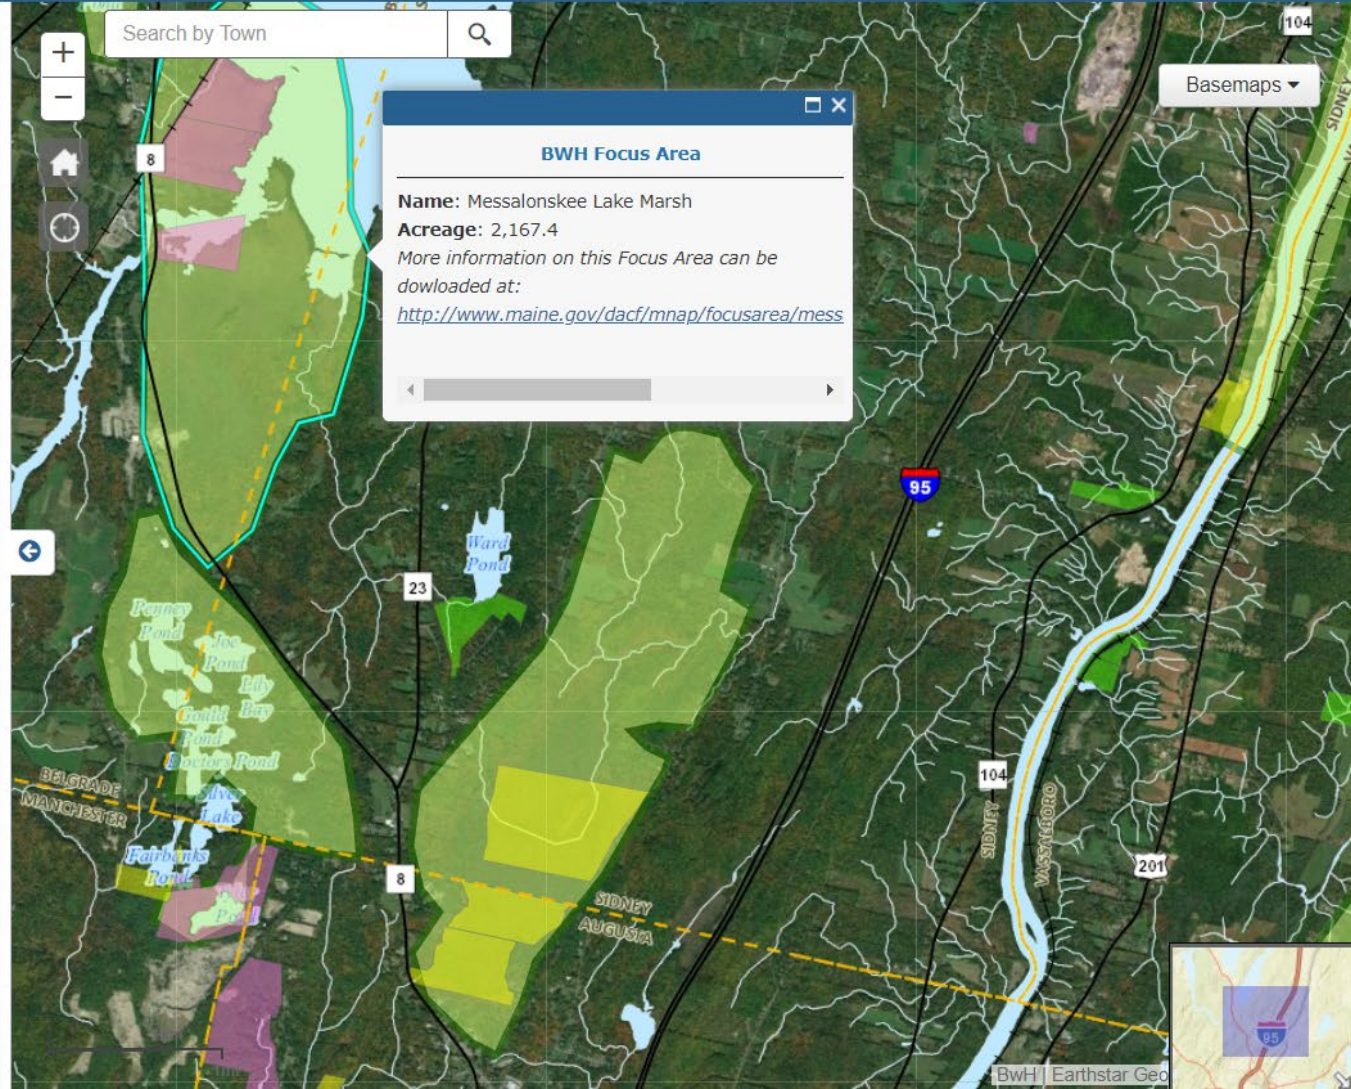 Search by Town
104
Basemaps
SIDNEY
8
BWH Focus Area
Name: Messalonskee Lake Marsh
Acreage: 2,167.4
More information on this Focus Area can be
dowloaded at:
http://www.maine.gov/dacf/mnap/focusarea/mess
95
Ward
Pond
23
Penney
Pond
Joe
Pond
Lily
Bay
Gould
Pond
Doctors Pond
BELGRADE
MANCHESTER
Silver
Lake
Fairbanks
Pond
104
SIDNEY
VASSALBORO
201
8
SIDNEY
AUGUSTA
95
BwH | Earthstar Geo